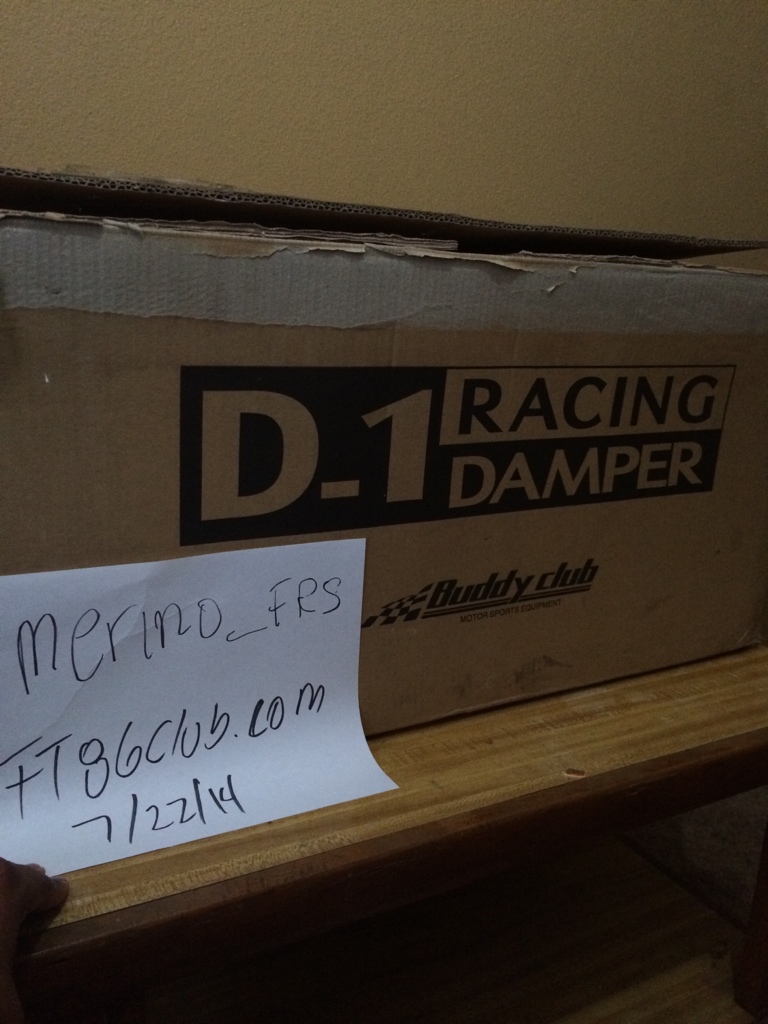 D-1 RACING
DAMPER
Buddy club
MOTOR SPORTS EQUIPMENT
merino_FRS
FT86club.com
7/22/14